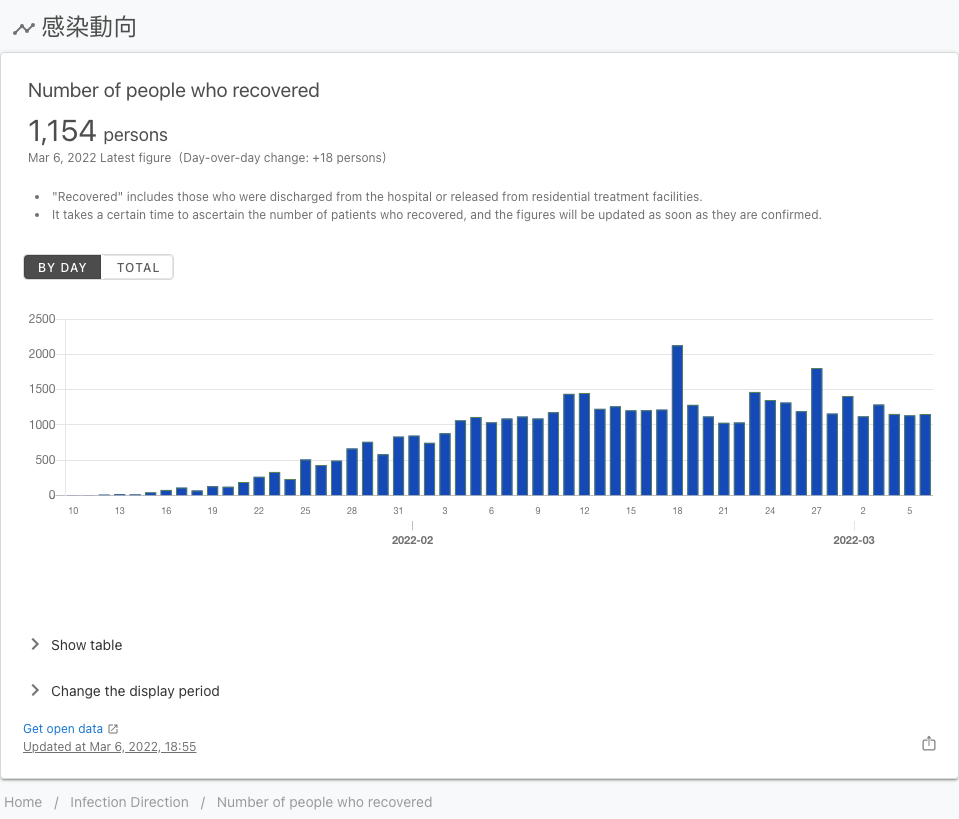 感染動向
Number of people who recovered
1,154 persons
Mar 6, 2022 Latest figure (Day-over-day change: +18 persons)
• "Recovered" includes those who were discharged from the hospital or released from residential treatment facilities.
• It takes a certain time to ascertain the number of patients who recovered, and the figures will be updated as soon as they are confirmed.
BY DAY TOTAL
2500
2000
1500
1000
500
0
10 13 16 19 22 25 28 31 3 6 9 12 15 18 21 24 27 2 5
2022-02 2022-03
Show table
Change the display period
Get open data
Updated at Mar 6, 2022, 18:55
Home / Infection Direction / Number of people who recovered